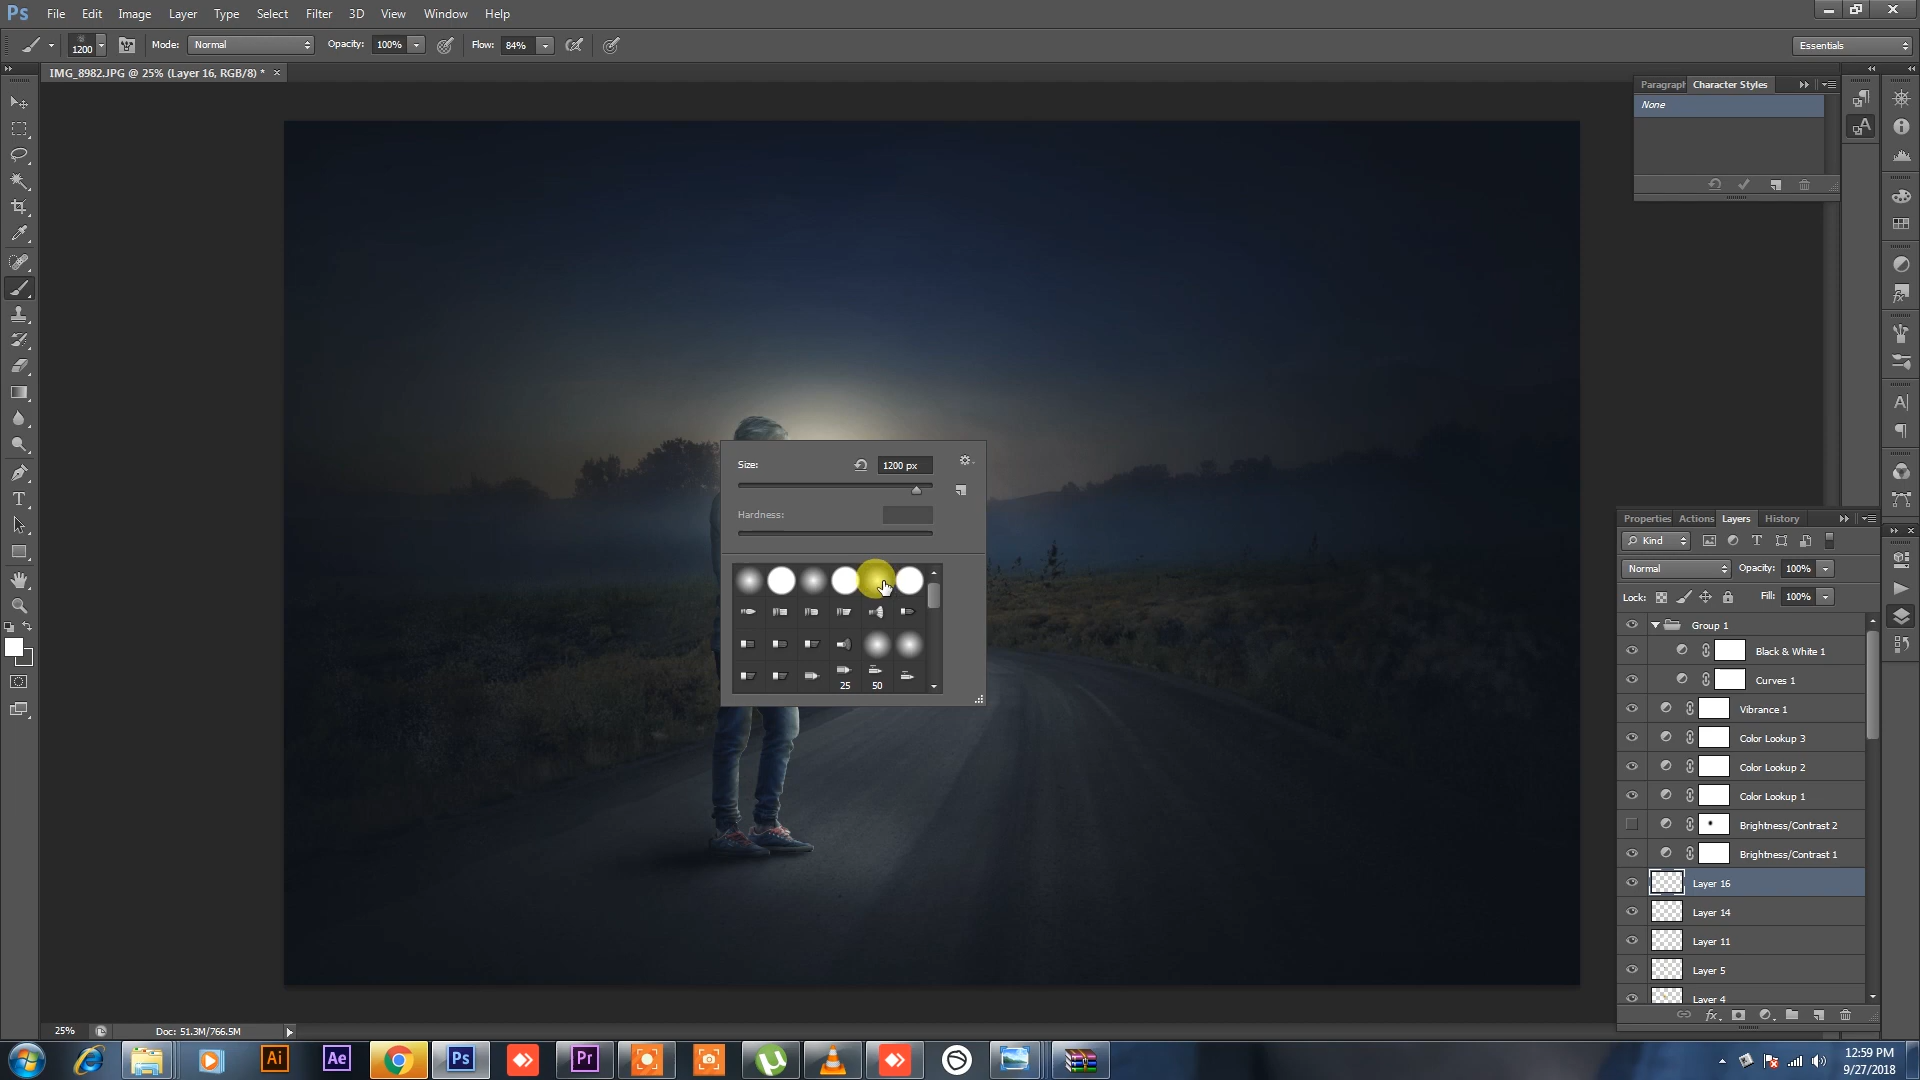 Ps File Edit Image Layer Type Select Filter 3D View Window Help
1200 Mode: Normal Opacity: 100% Flow: 84% Essentials
IMG_8982.JPG @ 25% (Layer 16, RGB/8) * ×
Paragraph Character Styles
None
Size: 1200 px
Hardness:
25 50
Properties Actions Layers History
Kind
Normal Opacity: 100%
Lock: Fill: 100%
Group 1
Black & White 1
Curves 1
Vibrance 1
Color Lookup 3
Color Lookup 2
Color Lookup 1
Brightness/Contrast 2
Brightness/Contrast 1
Layer 16
Layer 14
Layer 11
Layer 5
Layer 4
25% Doc: 51.3M/766.5M
Ai Ae Ps Pr
12:59 PM
9/27/2018